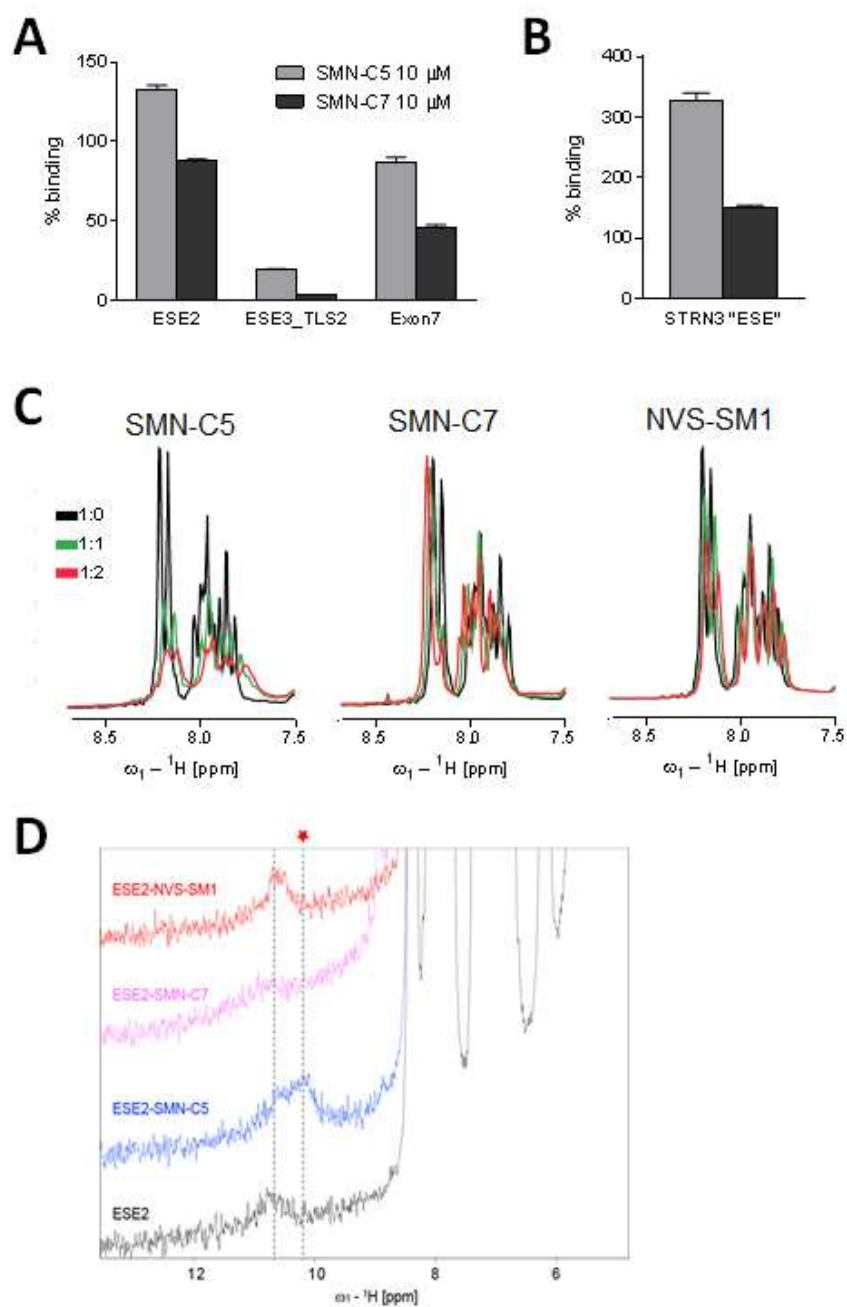 A
B
150
100
50
0
% binding
SMN-C5 10 µM
SMN-C7 10 µM
ESE2
ESE3_TLS2
Exon7
400
300
200
100
0
% binding
STRN3 "ESE"
C
SMN-C5
SMN-C7
NVS-SM1
1:0
1:1
1:2
8.5
8.0
7.5
ω1 – 1H [ppm]
8.5
8.0
7.5
ω1 – 1H [ppm]
8.5
8.0
7.5
ω1 – 1H [ppm]
D
ESE2-NVS-SM1
ESE2-SMN-C7
ESE2-SMN-C5
ESE2
12
10
8
6
ω1 - 1H [ppm]